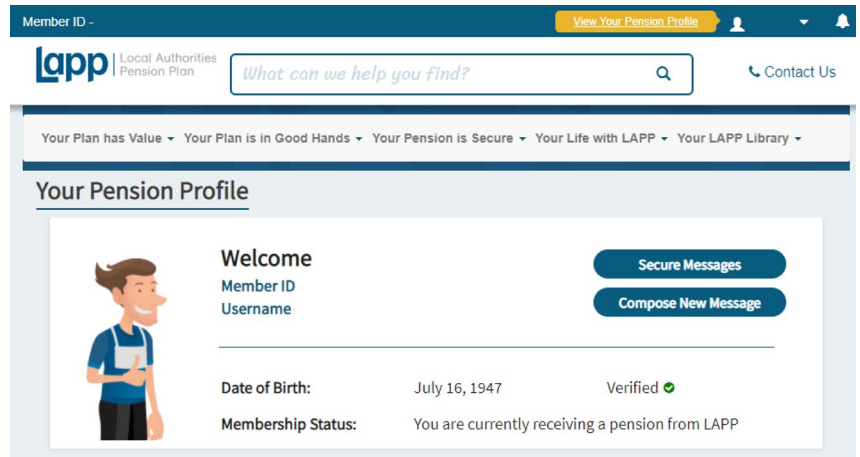 Member ID -
View Your Pension Profile
lapp Local Authorities
Pension Plan
What can we help you find?
Contact Us
Your Plan has Value Your Plan is in Good Hands Your Pension is Secure Your Life with LAPP Your LAPP Library
Your Pension Profile
Welcome
Member ID
Username
Secure Messages
Compose New Message
Date of Birth: July 16, 1947 Verified
Membership Status: You are currently receiving a pension from LAPP